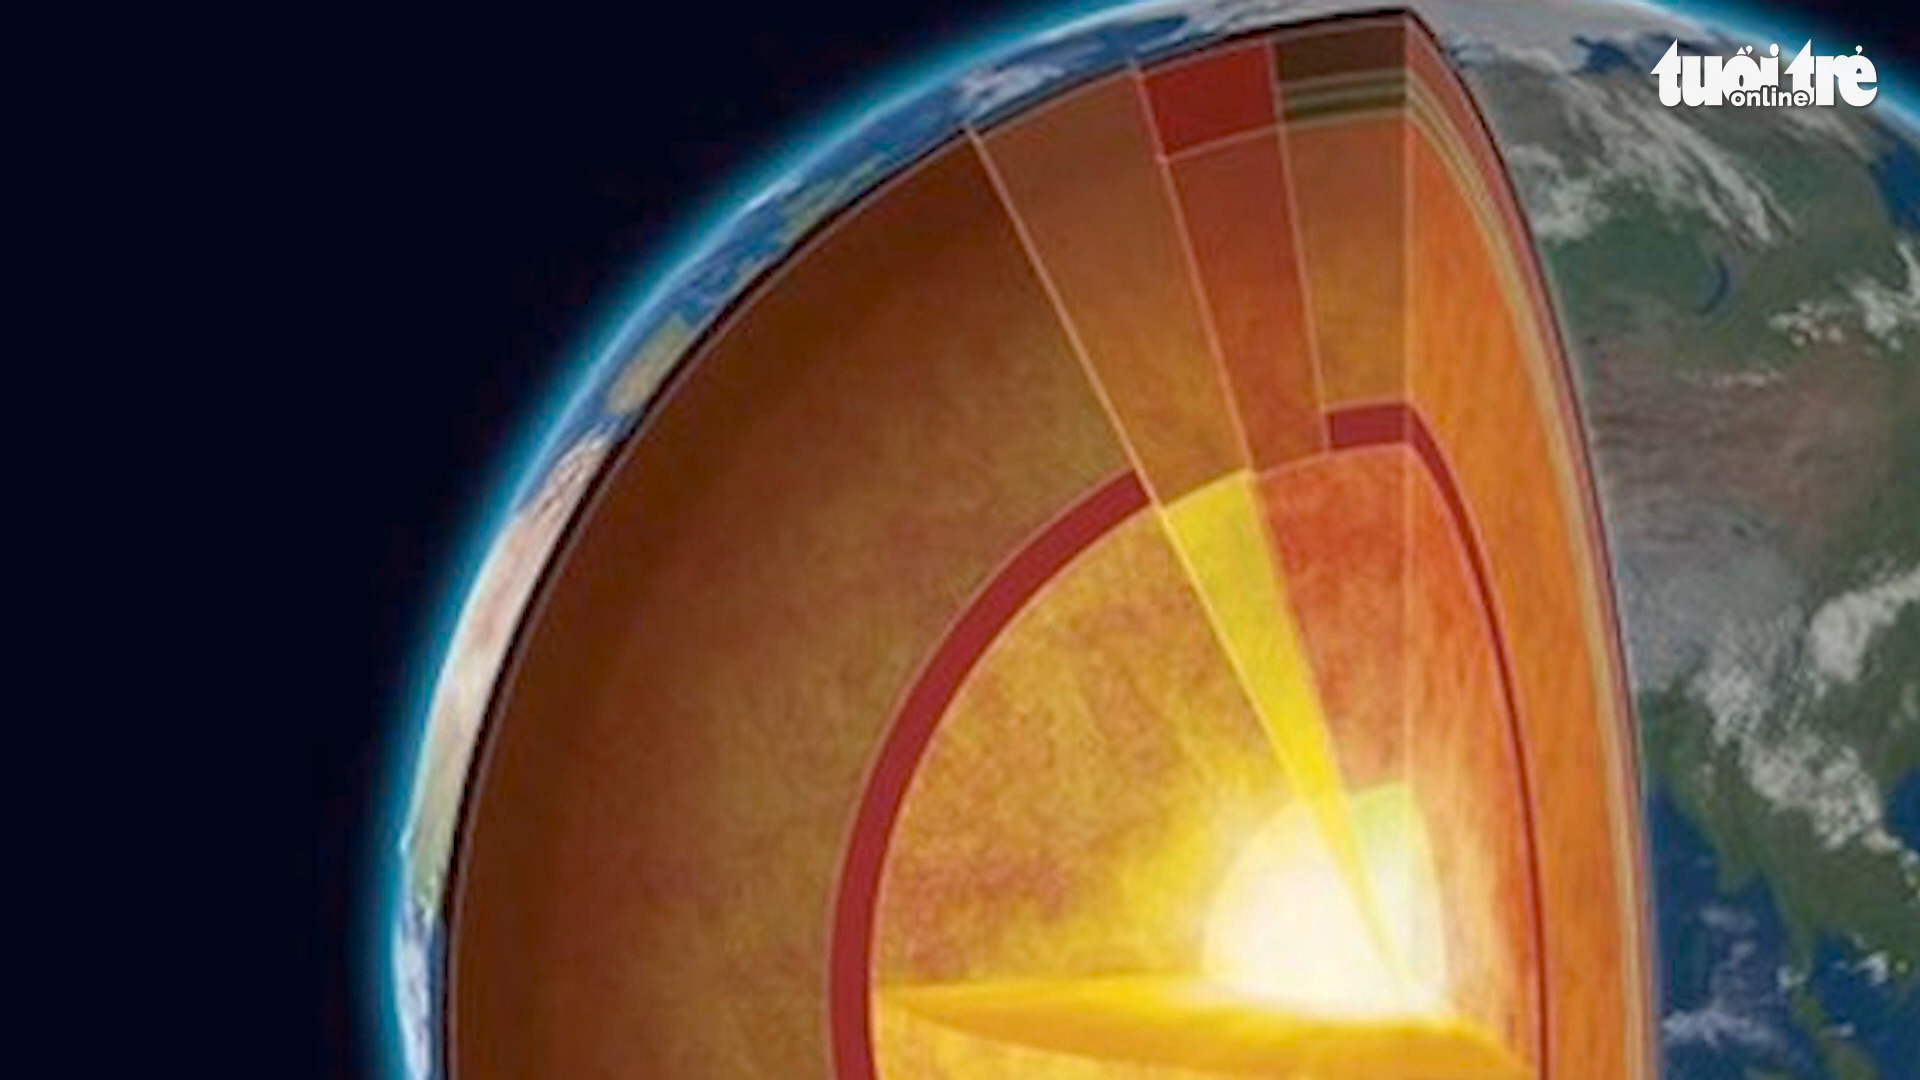 tuổi trẻ
online